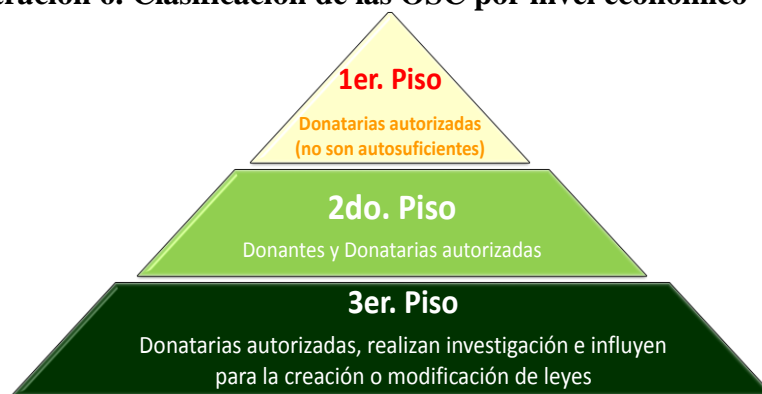 6. Clasificación de las OSC por nivel económico
1er. Piso
Donatarias autorizadas
(no son autosuficientes)
2do. Piso
Donantes y Donatarias autorizadas
3er. Piso
Donatarias autorizadas, realizan investigación e influyen
para la creación o modificación de leyes